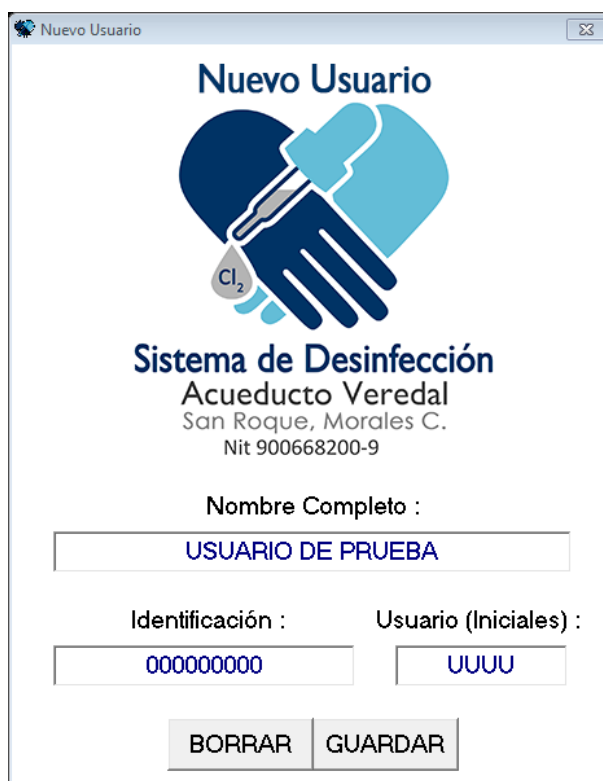 Nuevo Usuario
Nuevo Usuario
Cl2
Sistema de Desinfección
Acueducto Veredal
San Roque, Morales C.
Nit 900668200-9
Nombre Completo :
USUARIO DE PRUEBA
Identificación : Usuario (Iniciales) :
000000000 UUUU
BORRAR GUARDAR